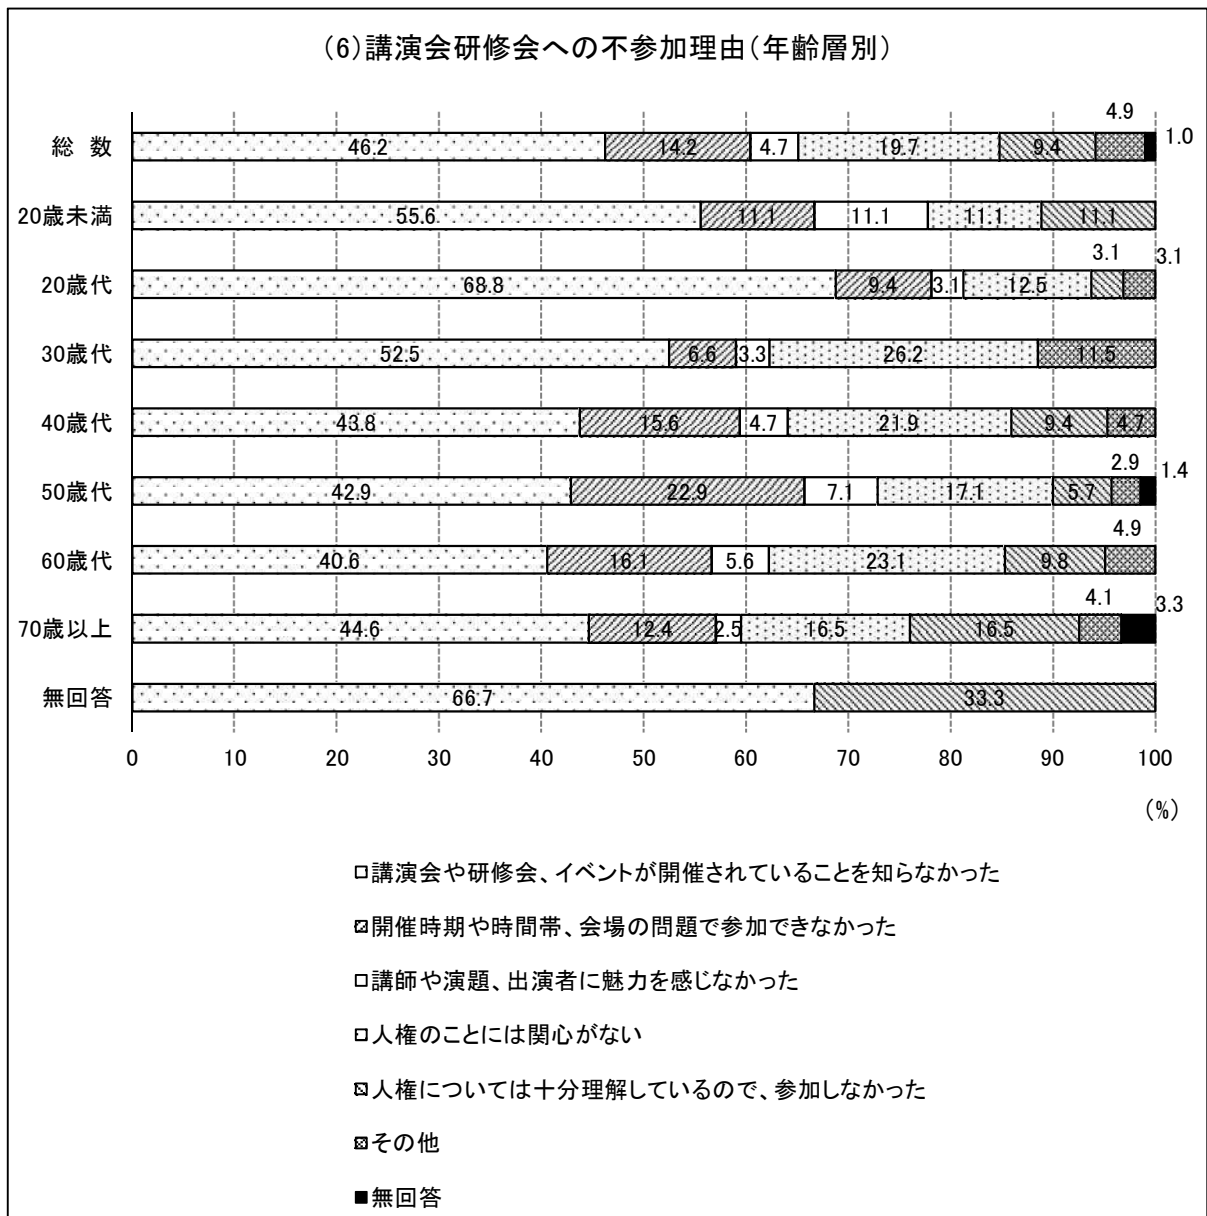 (6)講演会研修会への不参加理由(年齢層別)
4.9
総 数 46.2 14.2 4.7 19.7 9.4 1.0
20歳未満 55.6 11.1 11.1 11.1 11.1
3.1 3.1
20歳代 68.8 9.4 3.1 12.5
30歳代 52.5 6.6 3.3 26.2 11.5
40歳代 43.8 15.6 4.7 21.9 9.4 4.7
2.9 1.4
50歳代 42.9 22.9 7.1 17.1 5.7
4.9
60歳代 40.6 16.1 5.6 23.1 9.8
4.1 3.3
70歳以上 44.6 12.4 2.5 16.5 16.5
無回答 66.7 33.3
0 10 20 30 40 50 60 70 80 90 100
(%)
講演会や研修会、イベントが開催されていることを知らなかった
開催時期や時間帯、会場の問題で参加できなかった
講師や演題、出演者に魅力を感じなかった
人権のことには関心がない
人権については十分理解しているので、参加しなかった
その他
無回答